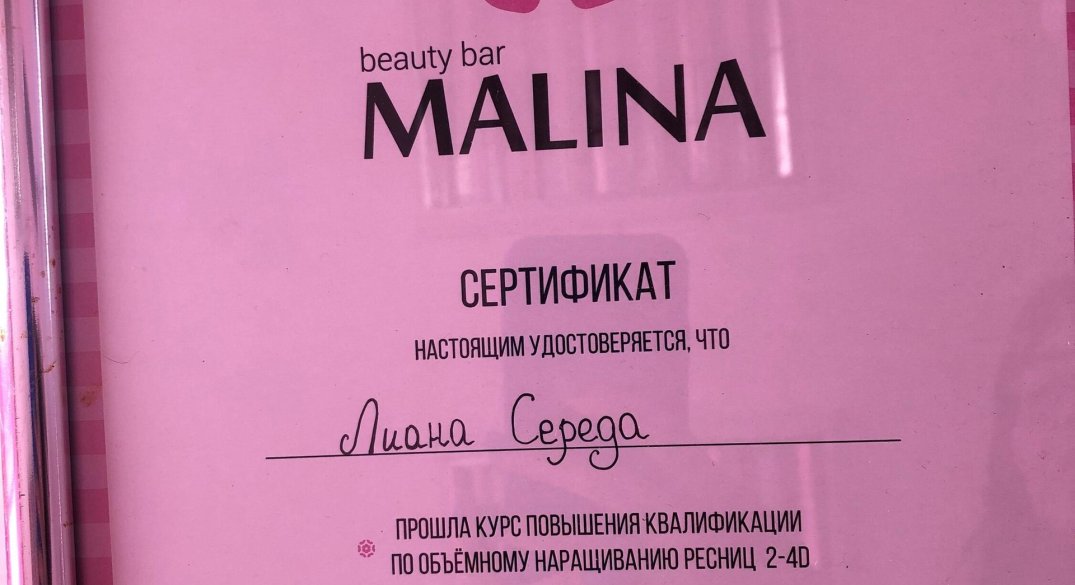 beauty bar
MALINA
СЕРТИФИКАТ
НАСТОЯЩИМ УДОСТОВЕРЯЕТСЯ, ЧТО
Лиана Середа
ПРОШЛА КУРС ПОВЫШЕНИЯ КВАЛИФИКАЦИИ
ПО ОБЪЁМНОМУ НАРАЩИВАНИЮ РЕСНИЦ 2-4D